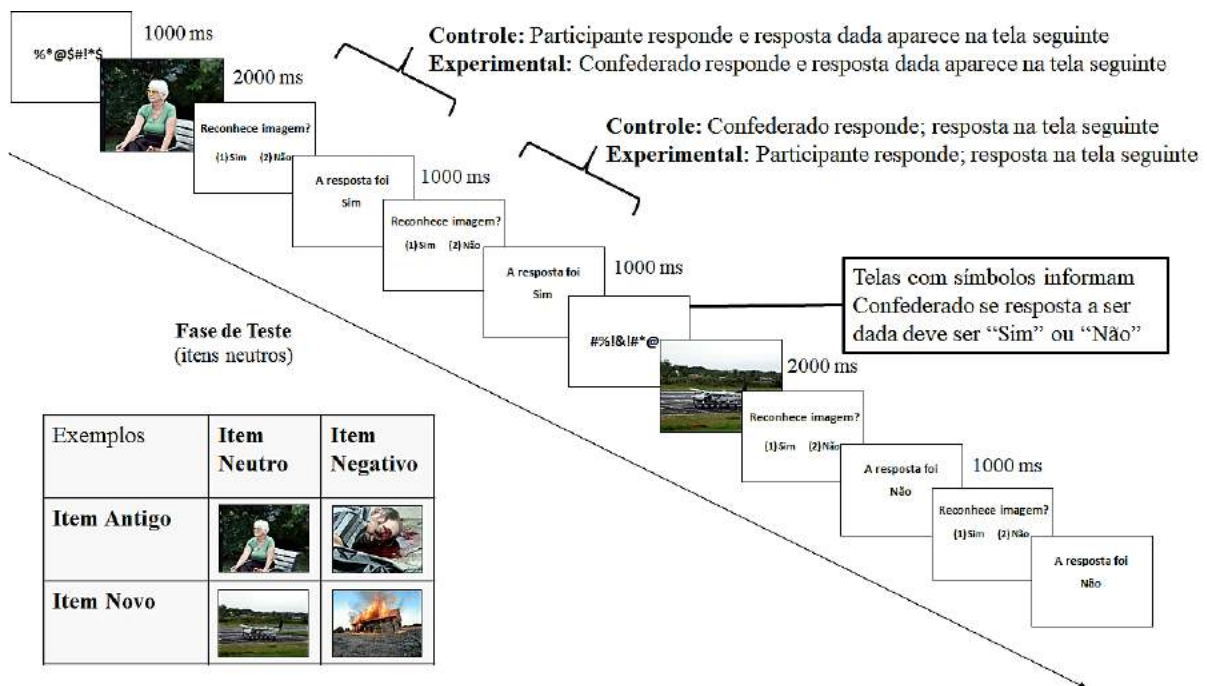 %*@$#!*$
1000 ms
Controle: Participante responde e resposta dada aparece na tela seguinte
Experimental: Confederado responde e resposta dada aparece na tela seguinte
2000 ms
Reconhece imagem?
(1) Sim (2) Não
Controle: Confederado responde; resposta na tela seguinte
Experimental: Participante responde; resposta na tela seguinte
A resposta foi
Sim
1000 ms
Reconhece imagem?
(1) Sim (2) Não
A resposta foi
Sim
1000 ms
#%!&!#*@
Telas com símbolos informam
Confederado se resposta a ser
dada deve ser “Sim” ou “Não”
Fase de Teste
(itens neutros)
2000 ms
Reconhece imagem?
(1) Sim (2) Não
A resposta foi
Não
1000 ms
Reconhece imagem?
(1) Sim (2) Não
A resposta foi
Não
Exemplos
Item
Neutro
Item
Negativo
Item Antigo
Item Novo